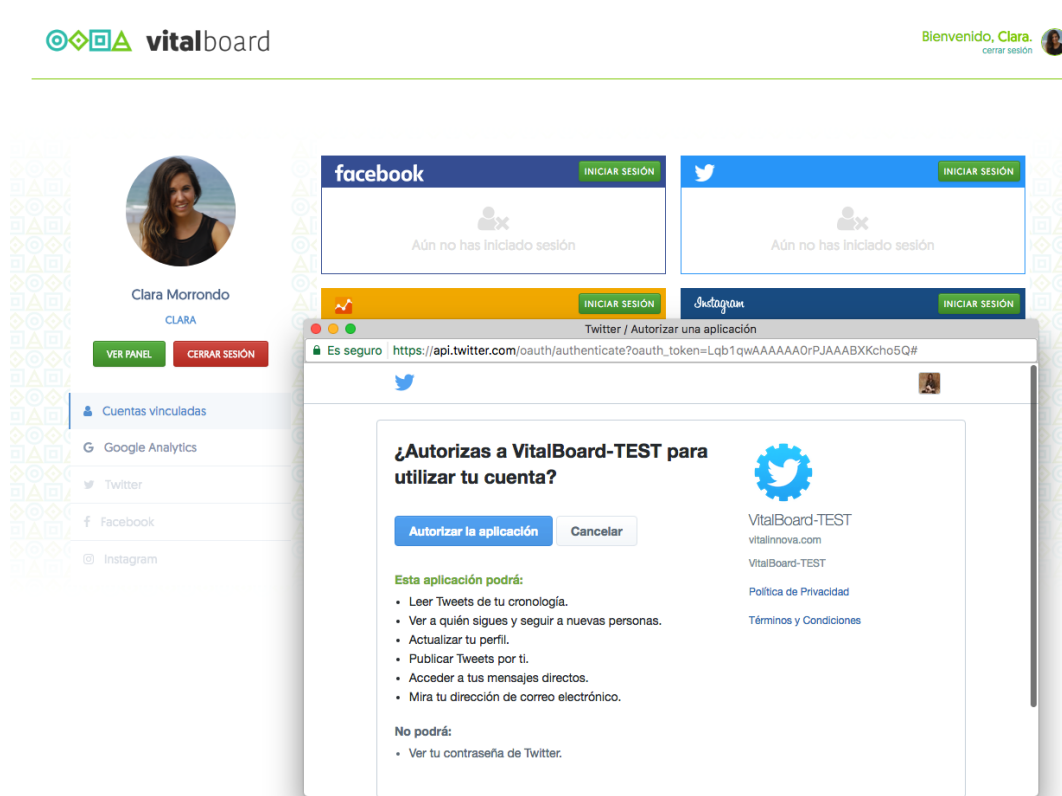 vitalboard
Bienvenido, Clara.
cerrar sesión
facebook
INICIAR SESIÓN
INICIAR SESIÓN
Aún no has iniciado sesión
Aún no has iniciado sesión
Clara Morrondo
CLARA
VER PANEL
CERRAR SESIÓN
Cuentas vinculadas
Google Analytics
Twitter
Facebook
Instagram
INICIAR SESIÓN
Instagram
INICIAR SESIÓN
Twitter / Autorizar una aplicación
Es seguro https://api.twitter.com/oauth/authenticate?oauth_token=Lqb1qwAAAAAA0rPJAAABXKcho5Q#
¿Autorizas a VitalBoard-TEST para
utilizar tu cuenta?
Autorizar la aplicación
Cancelar
Esta aplicación podrá:
• Leer Tweets de tu cronología.
• Ver a quién sigues y seguir a nuevas personas.
• Actualizar tu perfil.
• Publicar Tweets por ti.
• Acceder a tus mensajes directos.
• Mira tu dirección de correo electrónico.
No podrá:
• Ver tu contraseña de Twitter.
VitalBoard-TEST
vitalinnova.com
VitalBoard-TEST
Política de Privacidad
Términos y Condiciones